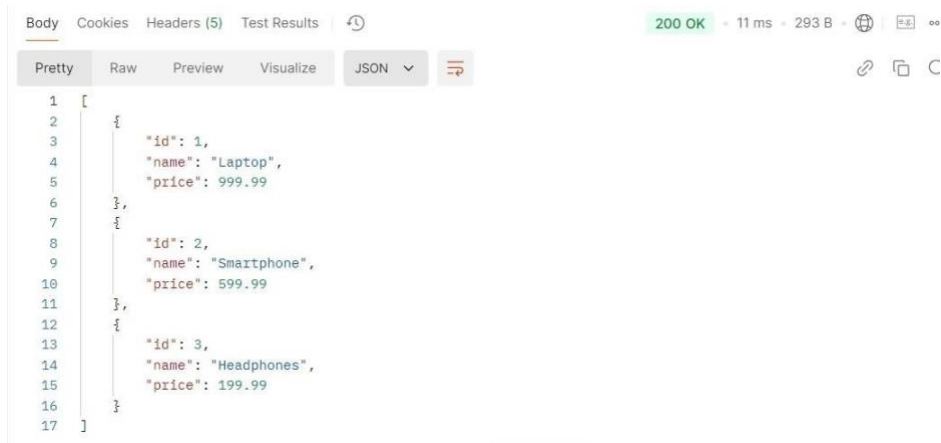 Body Cookies Headers (5) Test Results 200 OK 11 ms 293 B
Pretty Raw Preview Visualize JSON
1 [
2 {
3 "id": 1,
4 "name": "Laptop",
5 "price": 999.99
6 },
7 {
8 "id": 2,
9 "name": "Smartphone",
10 "price": 599.99
11 },
12 {
13 "id": 3,
14 "name": "Headphones",
15 "price": 199.99
16 }
17 ]